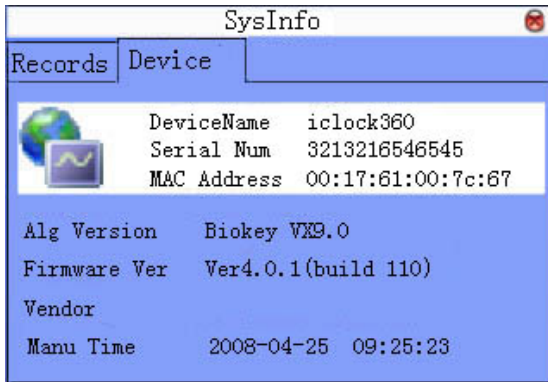 SysInfo
Records Device
DeviceName iclock360
Serial Num 3213216546545
MAC Address 00:17:61:00:7c:67
Alg Version Biokey VX9.0
Firmware Ver Ver4.0.1(build 110)
Vendor
Manu Time 2008-04-25 09:25:23